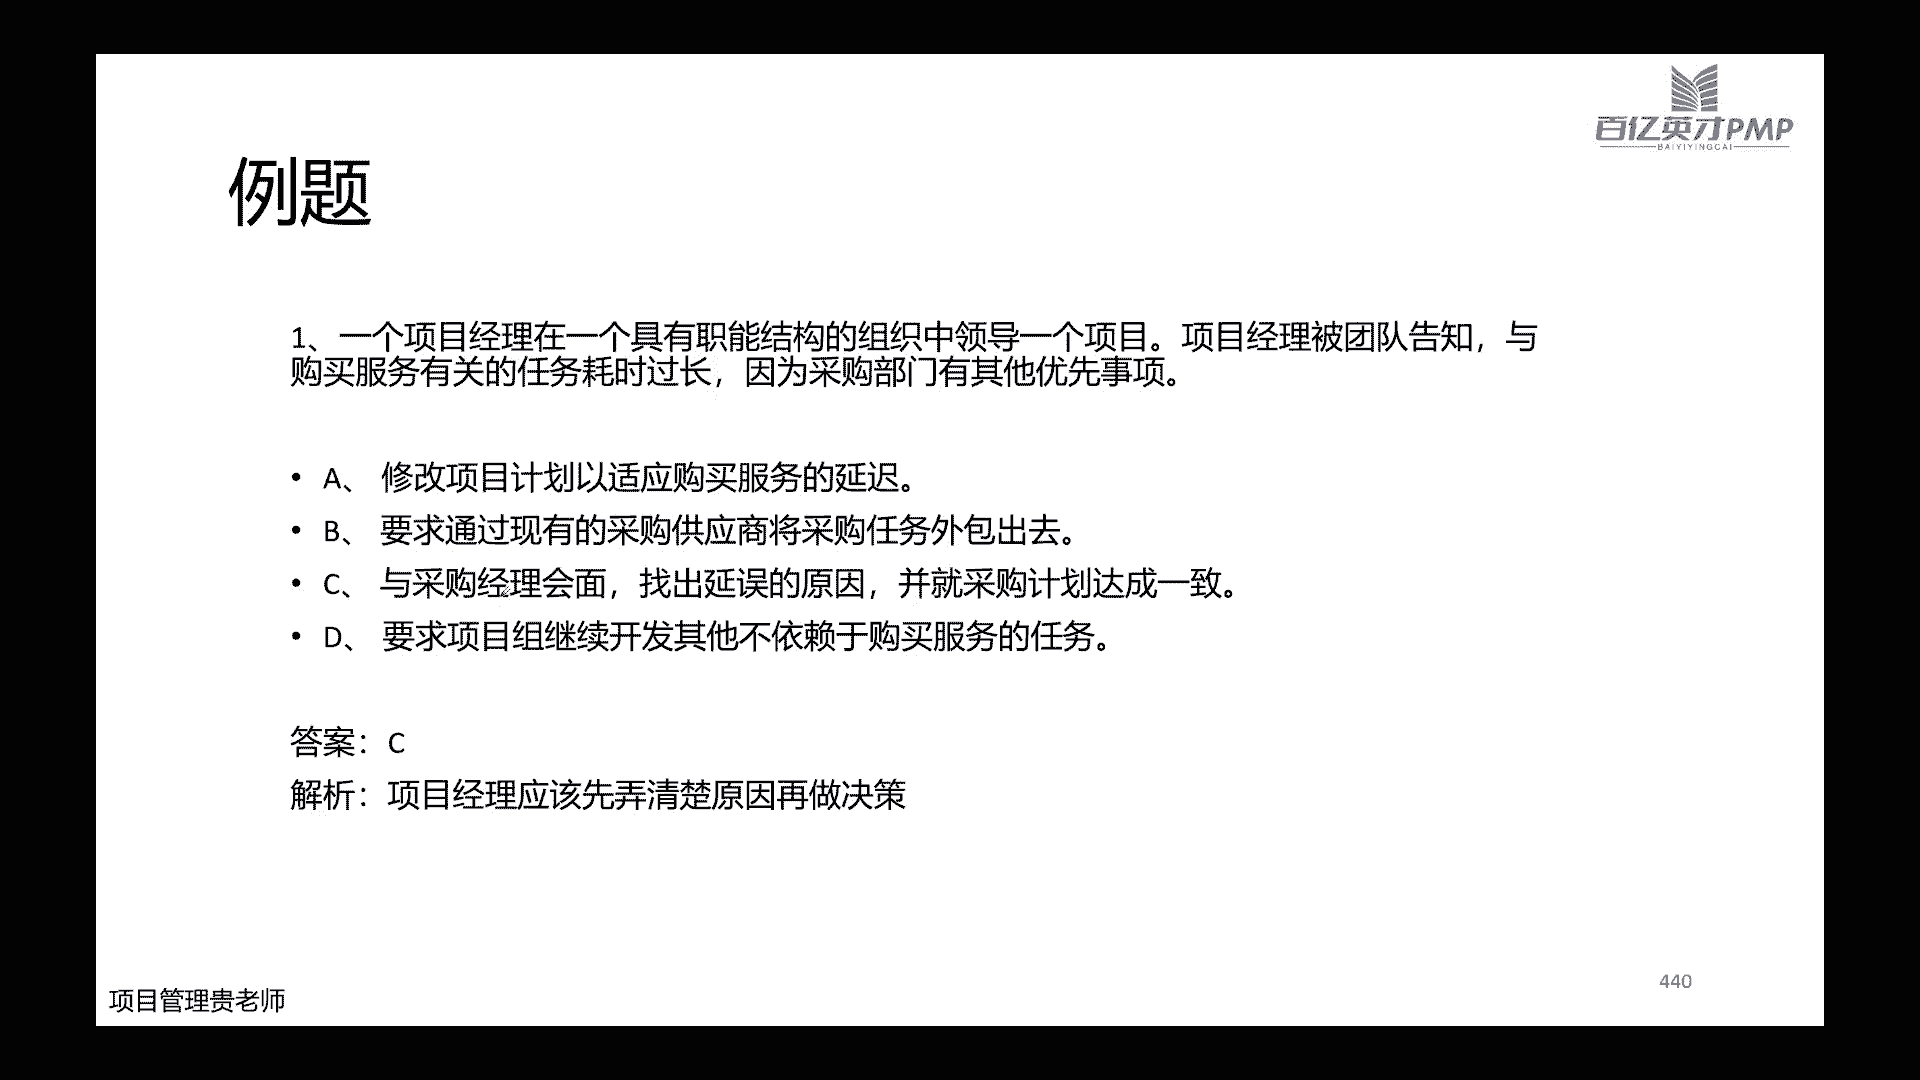 百亿英才PMP
BAIYIYINGCAI
例题
1、一个项目经理在一个具有职能结构的组织中领导一个项目。项目经理被团队告知，与
购买服务有关的任务耗时过长，因为采购部门有其他优先事项。
• A、 修改项目计划以适应购买服务的延迟。
• B、 要求通过现有的采购供应商将采购任务外包出去。
• C、 与采购经理会面，找出延误的原因，并就采购计划达成一致。
• D、 要求项目组继续开发其他不依赖于购买服务的任务。
答案：C
解析：项目经理应该先弄清楚原因再做决策
440
项目管理贵老师